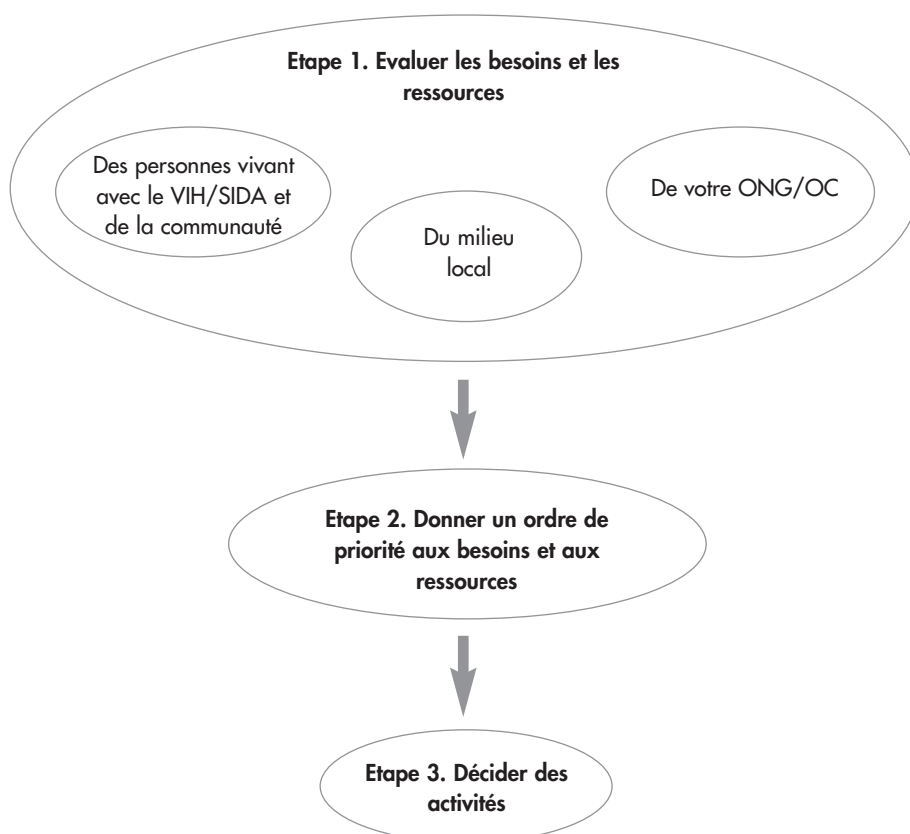 Etape 1. Evaluer les besoins et les
ressources
Des personnes vivant
avec le VIH/SIDA et
de la communauté
Du milieu
local
De votre ONG/OC
Etape 2. Donner un ordre de
priorité aux besoins et aux
ressources
Etape 3. Décider des
activités